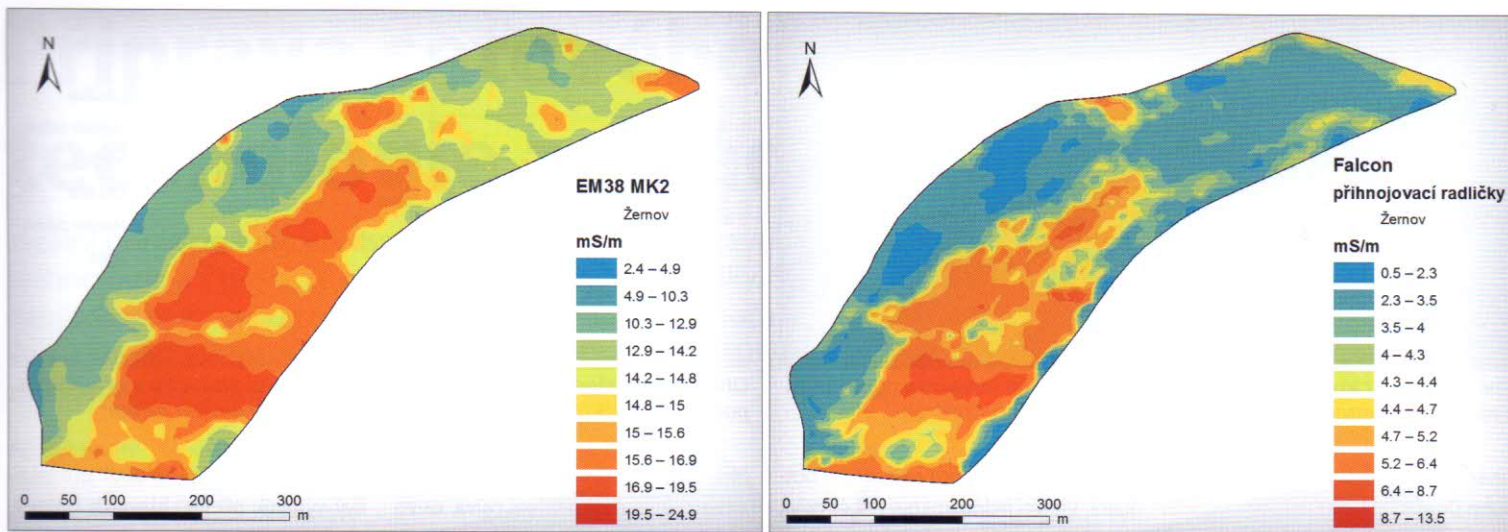 N
EM38 MK2
Žernov
mS/m
2.4 – 4.9
4.9 – 10.3
10.3 – 12.9
12.9 – 14.2
14.2 – 14.8
14.8 – 15
15 – 15.6
15.6 – 16.9
16.9 – 19.5
19.5 – 24.9
0 50 100 200 300
m
N
Falcon
přihnojovací radličky
Žernov
mS/m
0.5 – 2.3
2.3 – 3.5
3.5 – 4
4 – 4.3
4.3 – 4.4
4.4 – 4.7
4.7 – 5.2
5.2 – 6.4
6.4 – 8.7
8.7 – 13.5
0 50 100 200 300
m